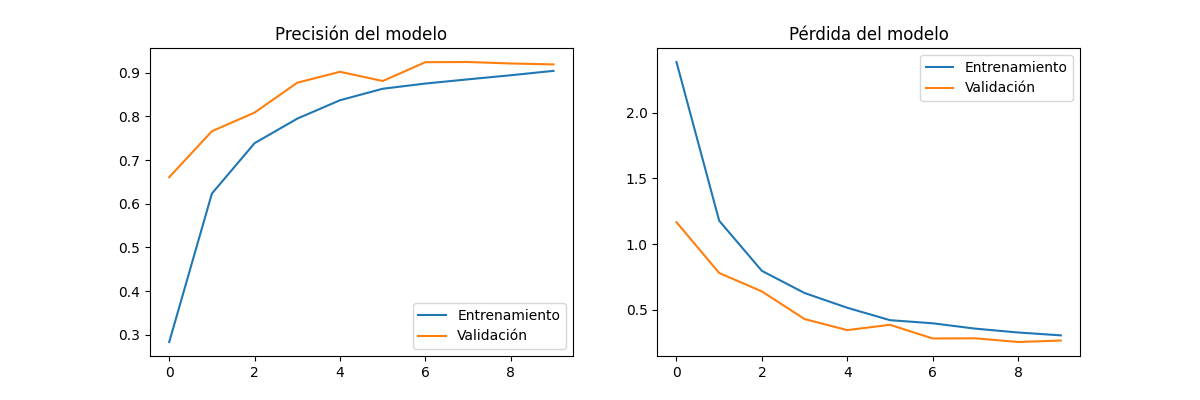 Precisión del modelo
0.9
0.8
0.7
0.6
0.5
0.4
0.3
0 2 4 6 8
Entrenamiento
Validación
Pérdida del modelo
2.0
1.5
1.0
0.5
0 2 4 6 8
Entrenamiento
Validación